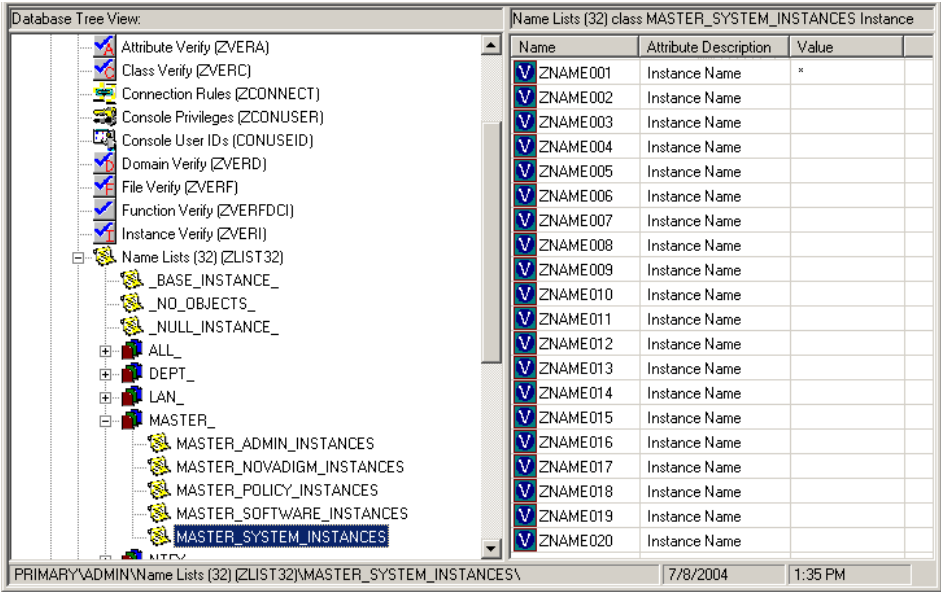 Database Tree View:
Attribute Verify (ZVERA)
Class Verify (ZVERC)
Connection Rules (ZCONNECT)
Console Privileges (ZCONUSER)
Console User IDs (CONUSEID)
Domain Verify (ZVERD)
File Verify (ZVERF)
Function Verify (ZVERFDCI)
Instance Verify (ZVERI)
Name Lists (32) (ZLIST32)
_BASE_INSTANCE_
_NO_OBJECTS_
_NULL_INSTANCE_
ALL_
DEPT_
LAN_
MASTER_
MASTER_ADMIN_INSTANCES
MASTER_NOVADIGM_INSTANCES
MASTER_POLICY_INSTANCES
MASTER_SOFTWARE_INSTANCES
MASTER_SYSTEM_INSTANCES
Name Lists (32) class MASTER_SYSTEM_INSTANCES Instance
Name Attribute Description Value
ZNAME001 Instance Name *
ZNAME002 Instance Name
ZNAME003 Instance Name
ZNAME004 Instance Name
ZNAME005 Instance Name
ZNAME006 Instance Name
ZNAME007 Instance Name
ZNAME008 Instance Name
ZNAME009 Instance Name
ZNAME010 Instance Name
ZNAME011 Instance Name
ZNAME012 Instance Name
ZNAME013 Instance Name
ZNAME014 Instance Name
ZNAME015 Instance Name
ZNAME016 Instance Name
ZNAME017 Instance Name
ZNAME018 Instance Name
ZNAME019 Instance Name
ZNAME020 Instance Name
PRIMARY\ADMIN\Name Lists (32) (ZLIST32)\MASTER_SYSTEM_INSTANCES\ 7/8/2004 1:35 PM